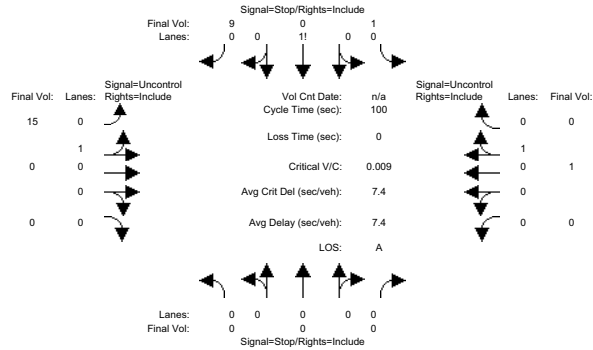 Signal=Stop/Rights=Include
Final Vol: 9 0 1
Lanes: 0 0 1! 0 0
Signal=Uncontrol
Final Vol: Lanes: Rights=Include
Vol Cnt Date: n/a
Cycle Time (sec): 100
Signal=Uncontrol
Rights=Include Lanes: Final Vol:
15 0
0 0
Loss Time (sec): 0
1
1
0 0
Critical V/C: 0.009
0 1
0
Avg Crit Del (sec/veh): 7.4
0
0 0
Avg Delay (sec/veh): 7.4
0 0
LOS: A
Lanes: 0 0 0 0 0
Final Vol: 0 0 0
Signal=Stop/Rights=Include